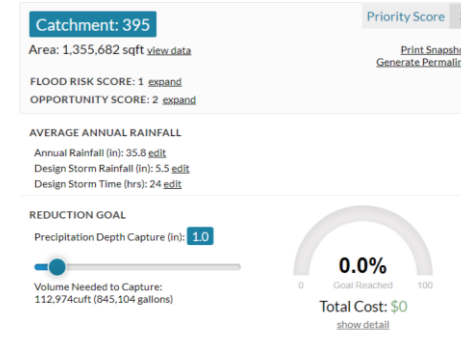 Catchment: 395
Priority Score
Area: 1,355,682 sqft view data
Print
Generate
FLOOD RISK SCORE: 1 expand
OPPORTUNITY SCORE: 2 expand
AVERAGE ANNUAL RAINFALL
Annual Rainfall (in): 35.8 edit
Design Storm Rainfall (in): 5.5 edit
Design Storm Time (hrs): 24 edit
REDUCTION GOAL
Precipitation Depth Capture (in): 1.0
Volume Needed to Capture:
112,974cuft (845,104 gallons)
0.0%
0 Goal Reached 100
Total Cost: $0
show detail